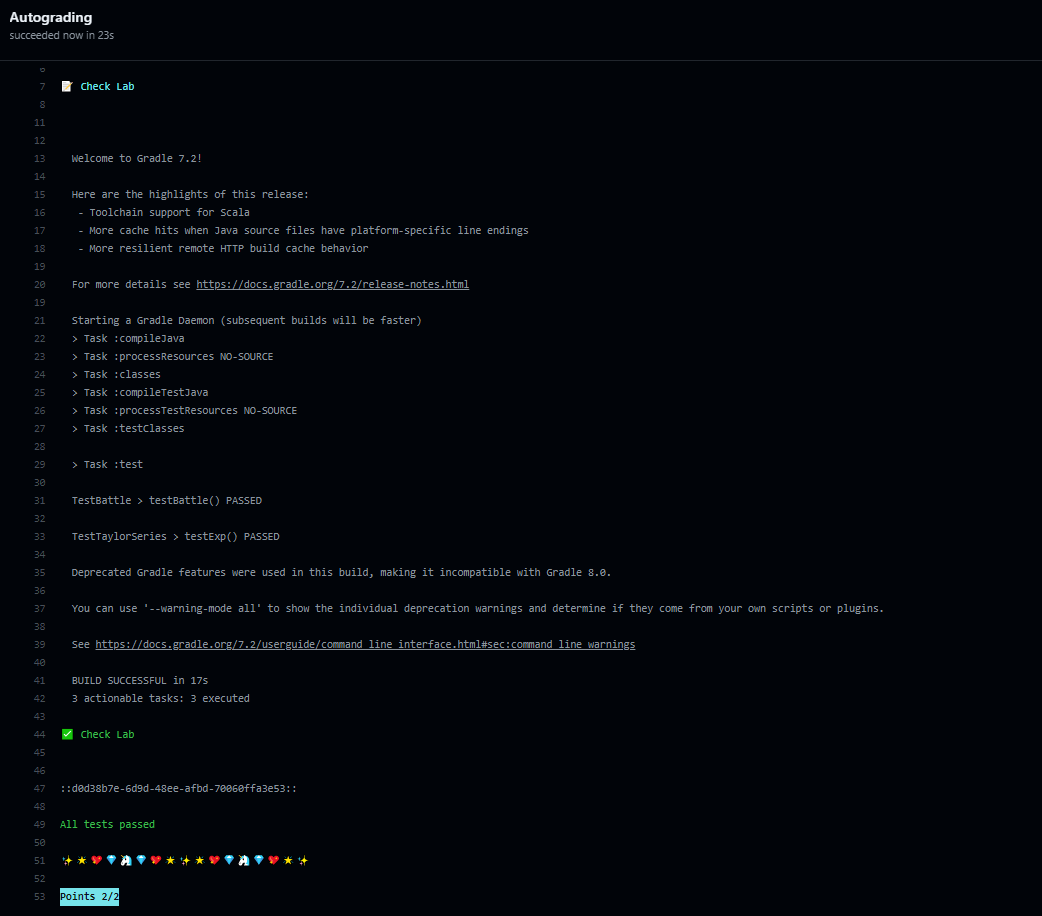 Autograding
succeeded now in 23s
6
7 📝 Check Lab
8
11
12
13 Welcome to Gradle 7.2!
14
15 Here are the highlights of this release:
16 - Toolchain support for Scala
17 - More cache hits when Java source files have platform-specific line endings
18 - More resilient remote HTTP build cache behavior
19
20 For more details see https://docs.gradle.org/7.2/release-notes.html
19
21 Starting a Gradle Daemon (subsequent builds will be faster)
22 > Task :compileJava
23 > Task :processResources NO-SOURCE
24 > Task :classes
25 > Task :compileTestJava
26 > Task :processTestResources NO-SOURCE
27 > Task :testClasses
28
29 > Task :test
30
31 TestBattle > testBattle() PASSED
32
33 TestTaylorSeries > testExp() PASSED
34
35 Deprecated Gradle features were used in this build, making it incompatible with Gradle 8.0.
36
37 You can use '--warning-mode all' to show the individual deprecation warnings and determine if they come from your own scripts or plugins.
38
39 See https://docs.gradle.org/7.2/userguide/command_line_interface.html#sec:command_line_warnings
40
41 BUILD SUCCESSFUL in 17s
42 3 actionable tasks: 3 executed
43
44 ✅ Check Lab
45
46
47 ::d0d38b7e-6d9d-48ee-afbd-70060ffa3e53::
48
49 All tests passed
50
51 ✨⭐💖💎🦄💎💖⭐✨⭐💖💎🦄💎💖⭐✨
52
53 Points 2/2